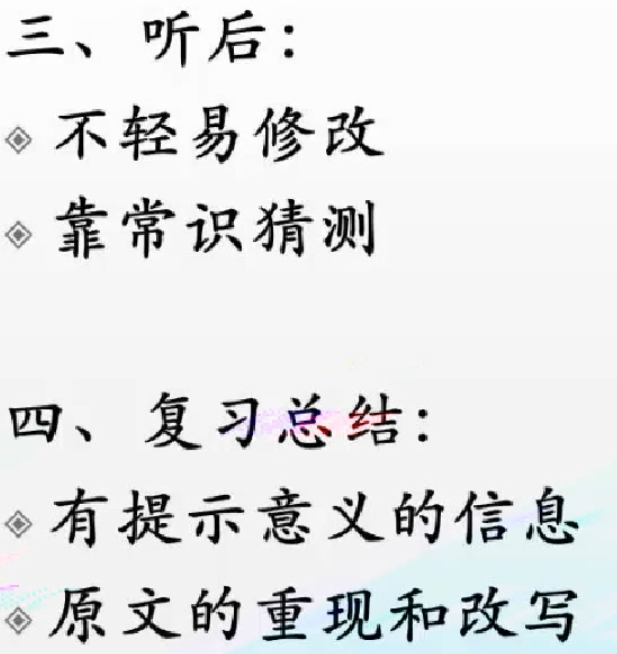 三、听后：
不轻易修改
靠常识猜测
四、复习总结：
有提示意义的信息
原文的重现和改写